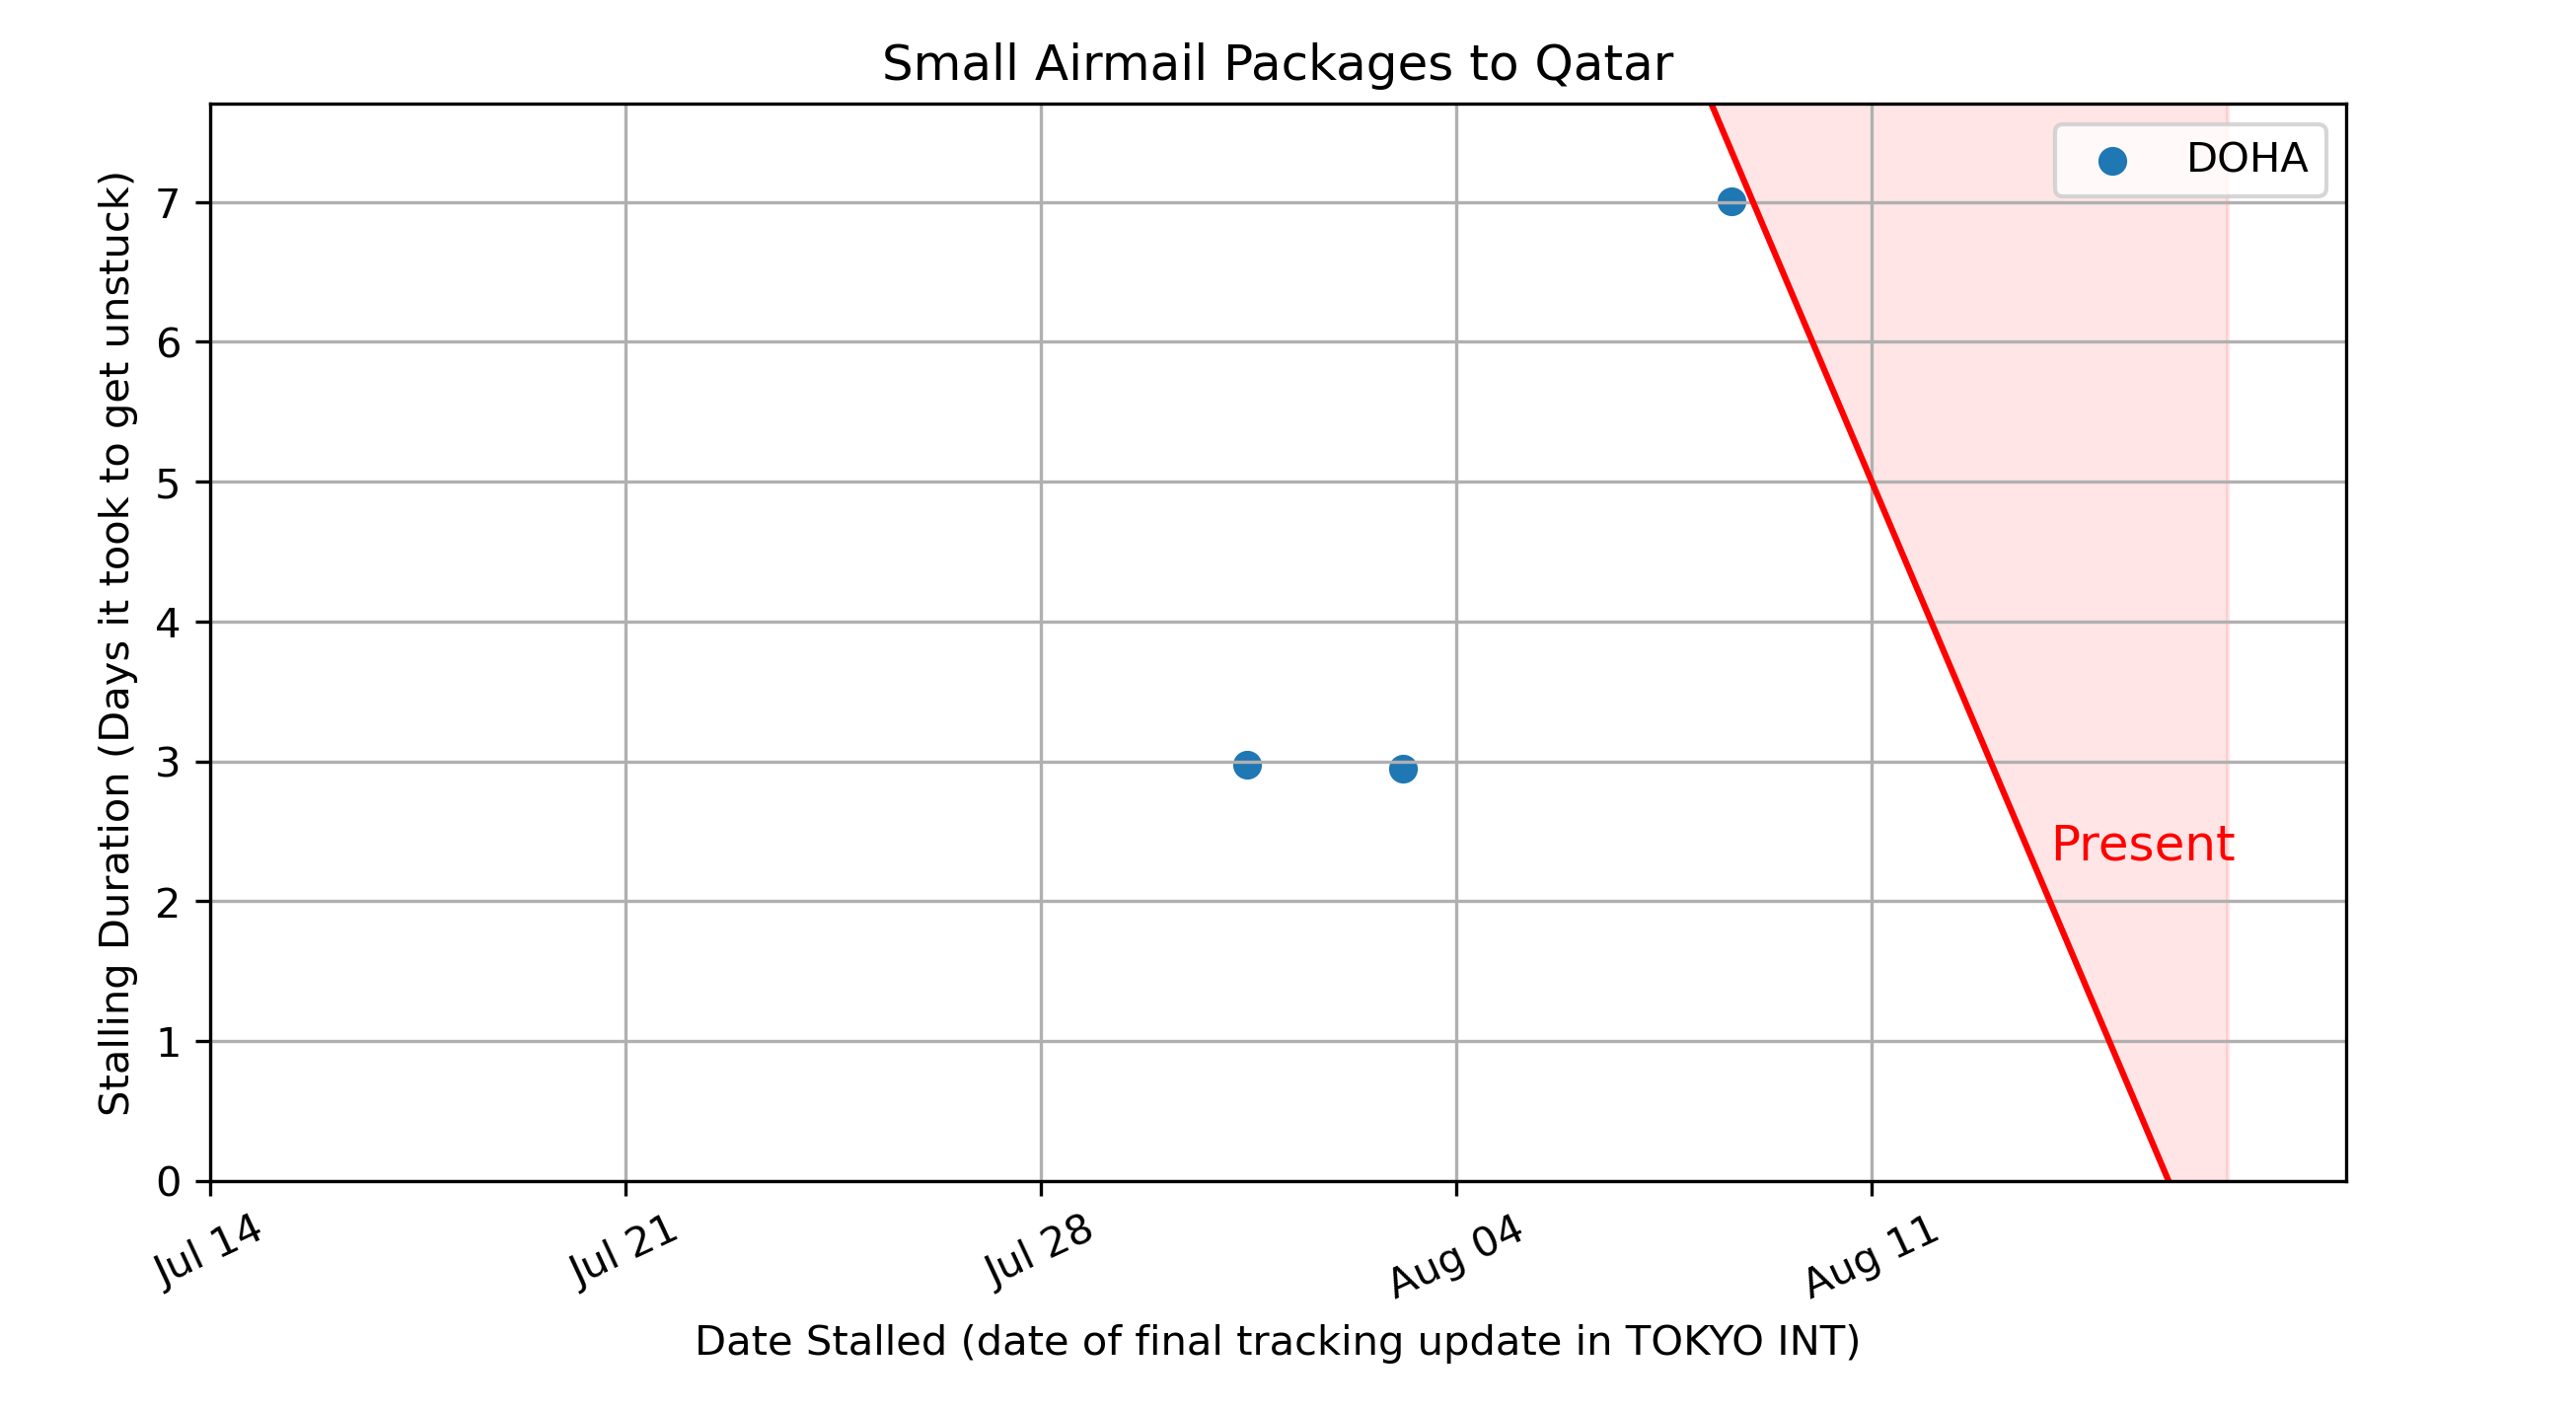 Small Airmail Packages to Qatar
DOHA
Stalling Duration (Days it took to get unstuck)
7
6
5
4
3
2
1
0
Present
Jul 14
Jul 21
Jul 28
Aug 04
Aug 11
Date Stalled (date of final tracking update in TOKYO INT)